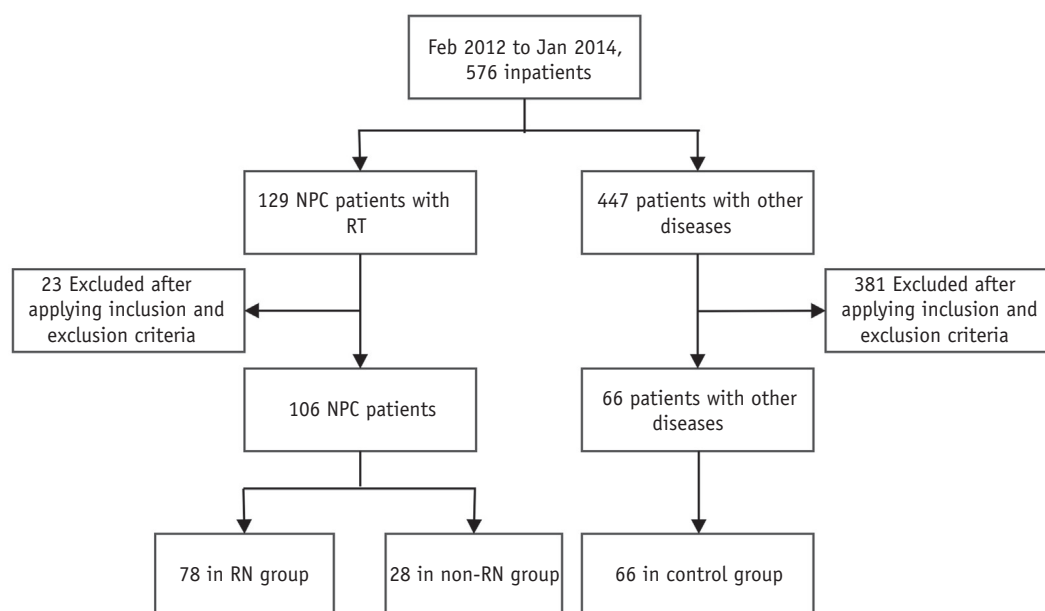 Feb 2012 to Jan 2014,
576 inpatients
129 NPC patients with
RT
447 patients with other
diseases
23 Excluded after
applying inclusion and
exclusion criteria
381 Excluded after
applying inclusion and
exclusion criteria
106 NPC patients
66 patients with other
diseases
78 in RN group
28 in non-RN group
66 in control group